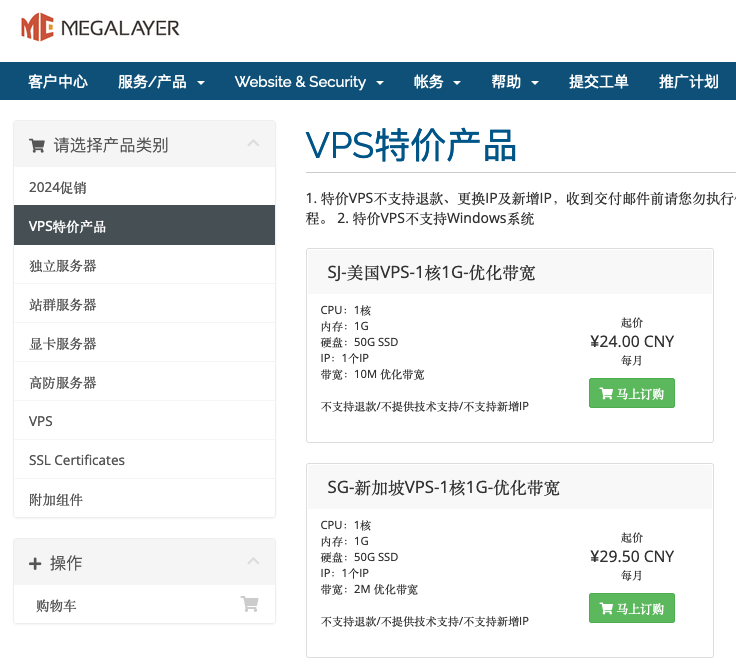 MEGALAYER
客户中心 服务/产品 Website & Security 帐务 帮助 提交工单 推广计划
请选择产品类别
2024促销
VPS特价产品
独立服务器
站群服务器
显卡服务器
高防服务器
VPS
SSL Certificates
附加组件
操作
购物车
VPS特价产品
1. 特价VPS不支持退款、更换IP及新增IP，收到交付邮件前请您勿执行
程。 2. 特价VPS不支持Windows系统
SJ-美国VPS-1核1G-优化带宽
CPU：1核
内存：1G
硬盘：50G SSD
IP：1个IP
带宽：10M 优化带宽
不支持退款/不提供技术支持/不支持新增IP
起价
¥24.00 CNY
每月
马上订购
SG-新加坡VPS-1核1G-优化带宽
CPU：1核
内存：1G
硬盘：50G SSD
IP：1个IP
带宽：2M 优化带宽
不支持退款/不提供技术支持/不支持新增IP
起价
¥29.50 CNY
每月
马上订购